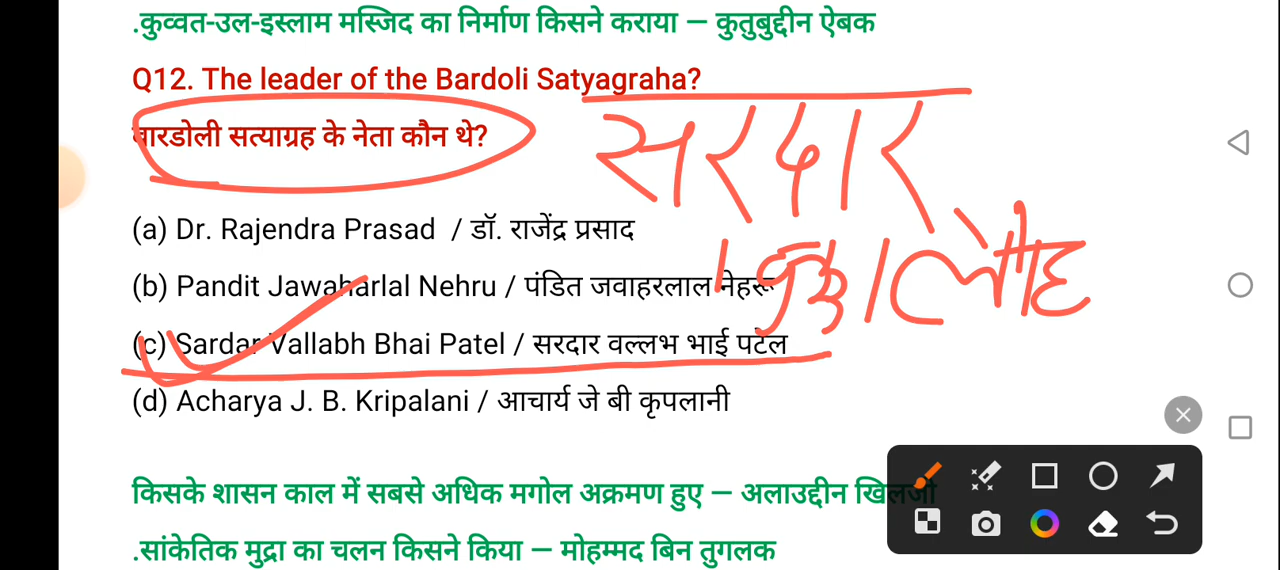 .कुव्वत-उल-इस्लाम मस्जिद का निर्माण किसने कराया – कुतुबुद्दीन ऐबक
Q12. The leader of the Bardoli Satyagraha?
बारडोली सत्याग्रह के नेता कौन थे?
सरदार
(a) Dr. Rajendra Prasad / डॉ. राजेंद्र प्रसाद
लौह
(b) Pandit Jawaharlal Nehru / पंडित जवाहरलाल नेहरू
(c) Sardar Vallabh Bhai Patel / सरदार वल्लभ भाई पटेल
(d) Acharya J. B. Kripalani / आचार्य जे बी कृपलानी
किसके शासन काल में सबसे अधिक मगोल अक्रमण हुए – अलाउद्दीन खिलजी
.सांकेतिक मुद्रा का चलन किसने किया – मोहम्मद बिन तुगलक